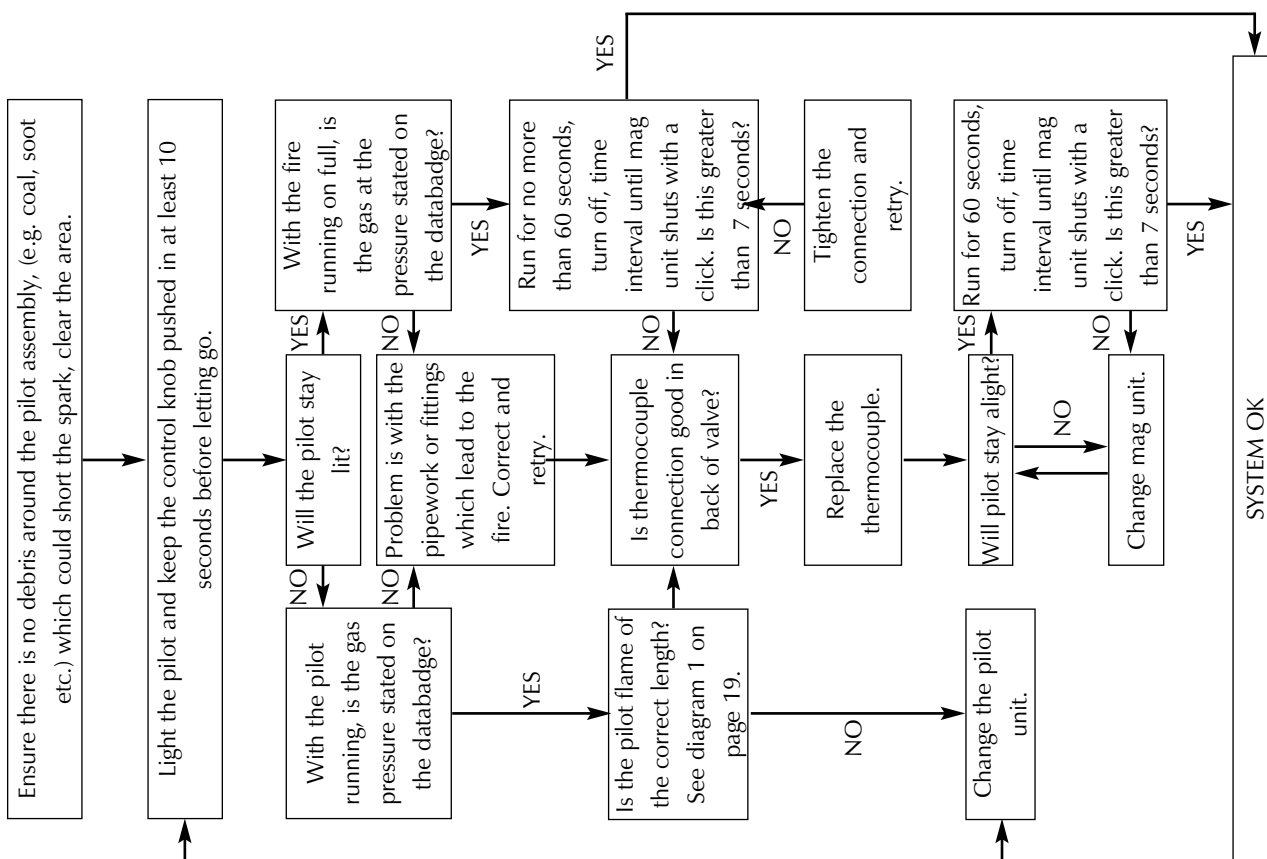 Ensure there is no debris around the pilot assembly, (e.g. coal, soot
etc.) which could short the spark, clear the area.
Light the pilot and keep the control knob pushed in at least 10
seconds before letting go.
Will the pilot stay
lit?
NO
YES
With the pilot
running, is the gas
pressure stated on
the databadge?
NO
YES
Problem is with the
pipework or fittings
which lead to the
fire. Correct and
retry.
With the fire
running on full, is
the gas at the
pressure stated on
the databadge?
NO
YES
Is the pilot flame of
the correct length?
See diagram 1 on
page 19.
NO
Is thermocouple
connection good in
back of valve?
YES
Run for no more
than 60 seconds,
turn off, time
interval until mag
unit shuts with a
click. Is this greater
than 7 seconds?
NO
YES
Replace the
thermocouple.
Tighten the
connection and
retry.
NO
Change the pilot
unit.
Will pilot stay alight?
YES
NO
Change mag unit.
Run for 60 seconds,
turn off, time
interval until mag
unit shuts with a
click. Is this greater
than 7 seconds?
NO
YES
SYSTEM OK